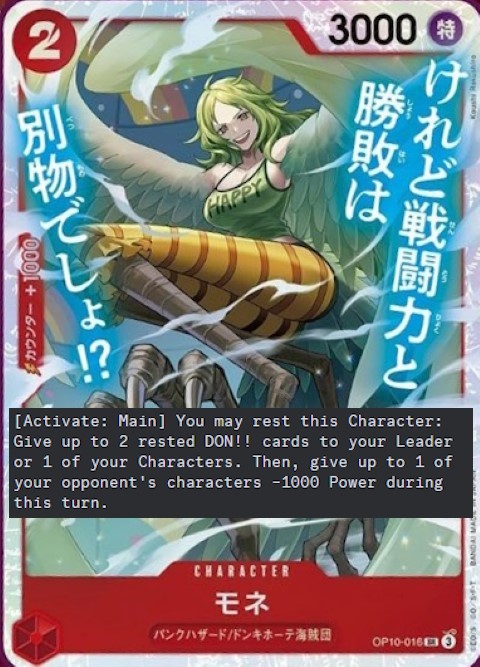 2
3000 特
けれど戦闘力と
勝敗は
別物でしょ!?
HAPPY
カウンター +1000
[Activate: Main] You may rest this Character:
Give up to 2 rested DON!! cards to your Leader
or 1 of your Characters. Then, give up to 1 of
your opponent's characters -1000 Power during
this turn.
CHARACTER
モネ
パンクハザード/ドンキホーテ海賊団
OP10-016 SR 3